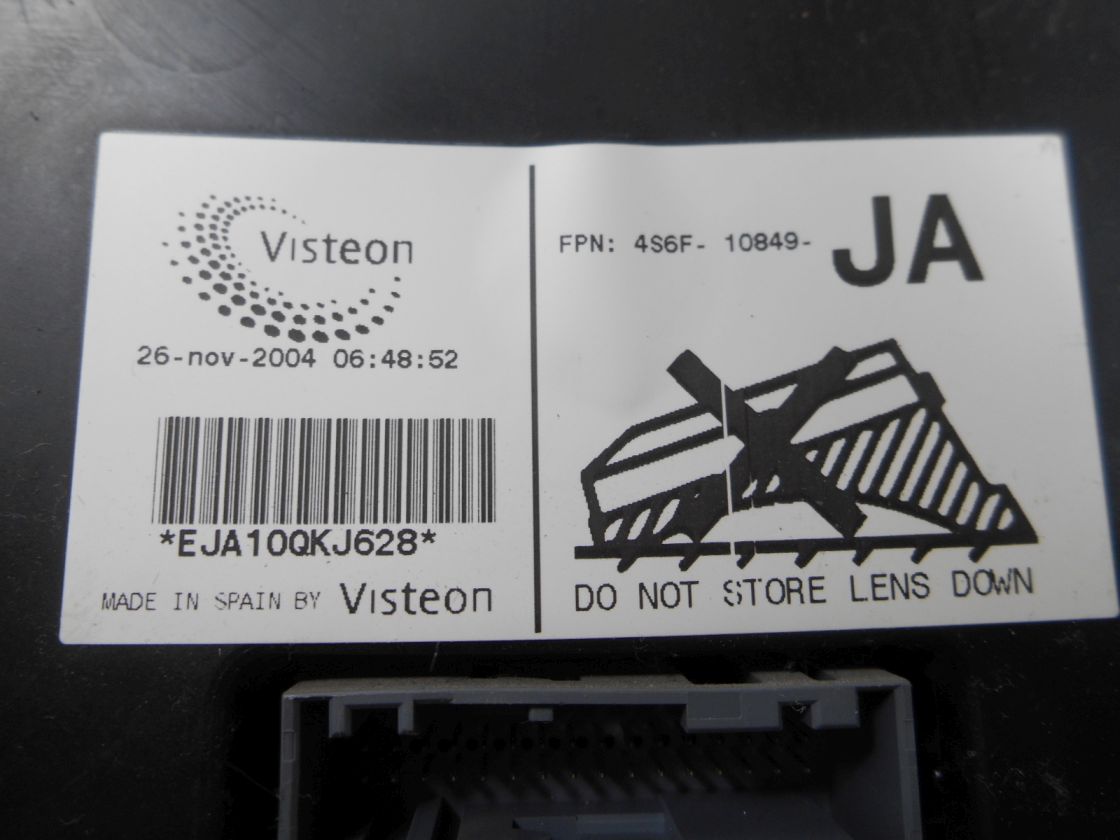 Visteon
26-nov-2004 06:48:52
*EJA10QKJ628*
MADE IN SPAIN BY Visteon
FPN: 4S6F- 10849- JA
DO NOT STORE LENS DOWN